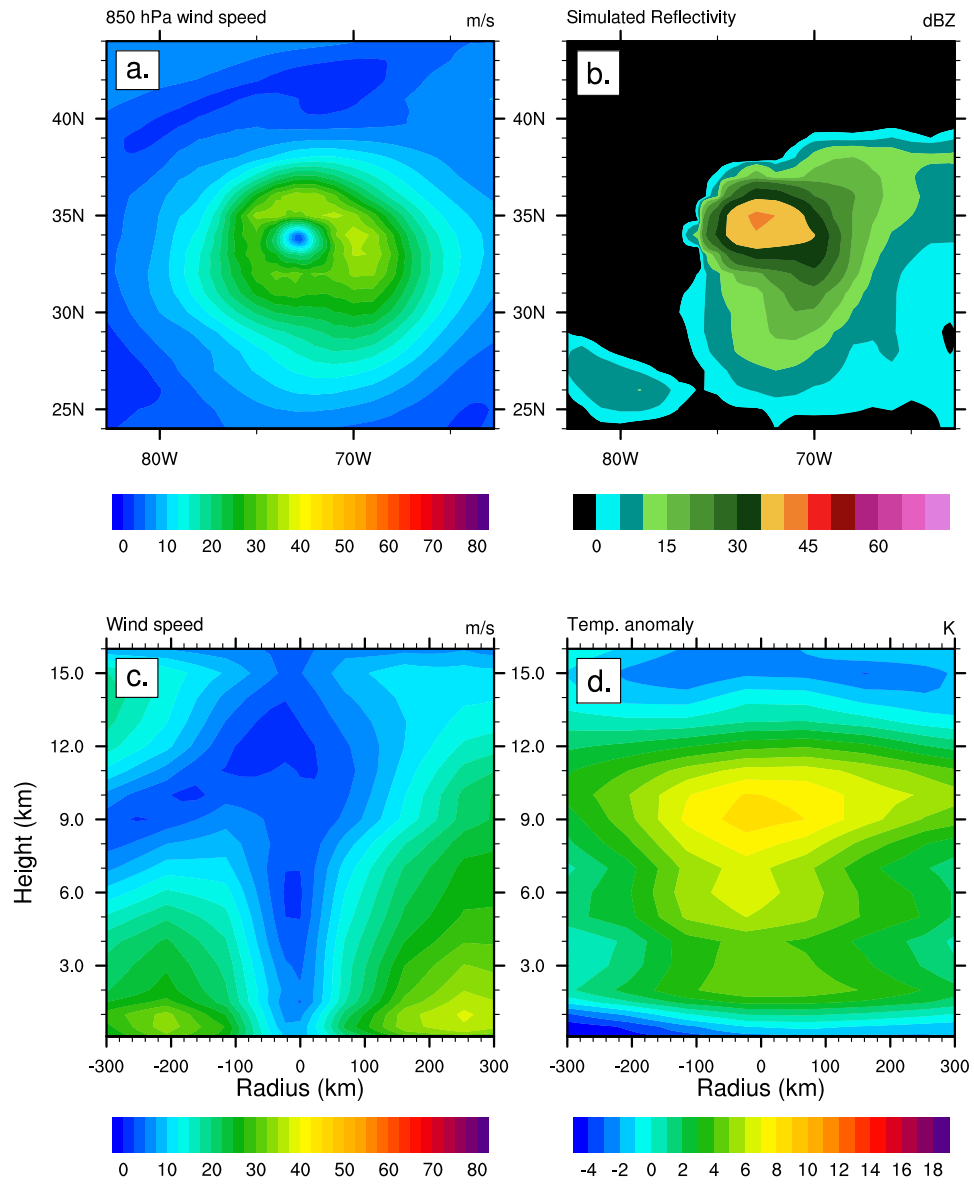 850 hPa wind speed m/s
a.
40N
35N
30N
25N
80W 70W
0 10 20 30 40 50 60 70 80
Simulated Reflectivity dBZ
b.
40N
35N
30N
25N
80W 70W
0 15 30 45 60
Wind speed m/s
c.
15.0
12.0
9.0
6.0
3.0
Height (km)
-300 -200 -100 0 100 200 300
Radius (km)
0 10 20 30 40 50 60 70 80
Temp. anomaly K
d.
15.0
12.0
9.0
6.0
3.0
-300 -200 -100 0 100 200 300
Radius (km)
-4 -2 0 2 4 6 8 10 12 14 16 18